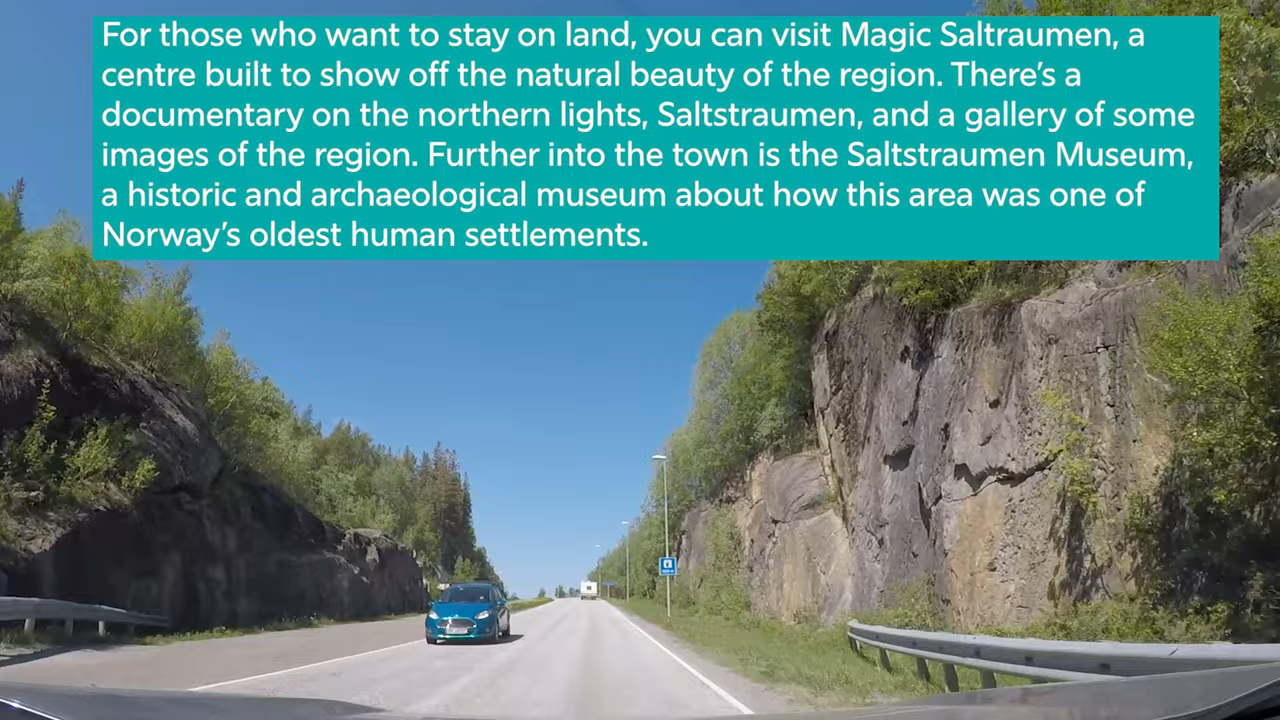 For those who want to stay on land, you can visit Magic Saltraumen, a
centre built to show off the natural beauty of the region. There's a
documentary on the northern lights, Saltstraumen, and a gallery of some
images of the region. Further into the town is the Saltstraumen Museum,
a historic and archaeological museum about how this area was one of
Norway's oldest human settlements.